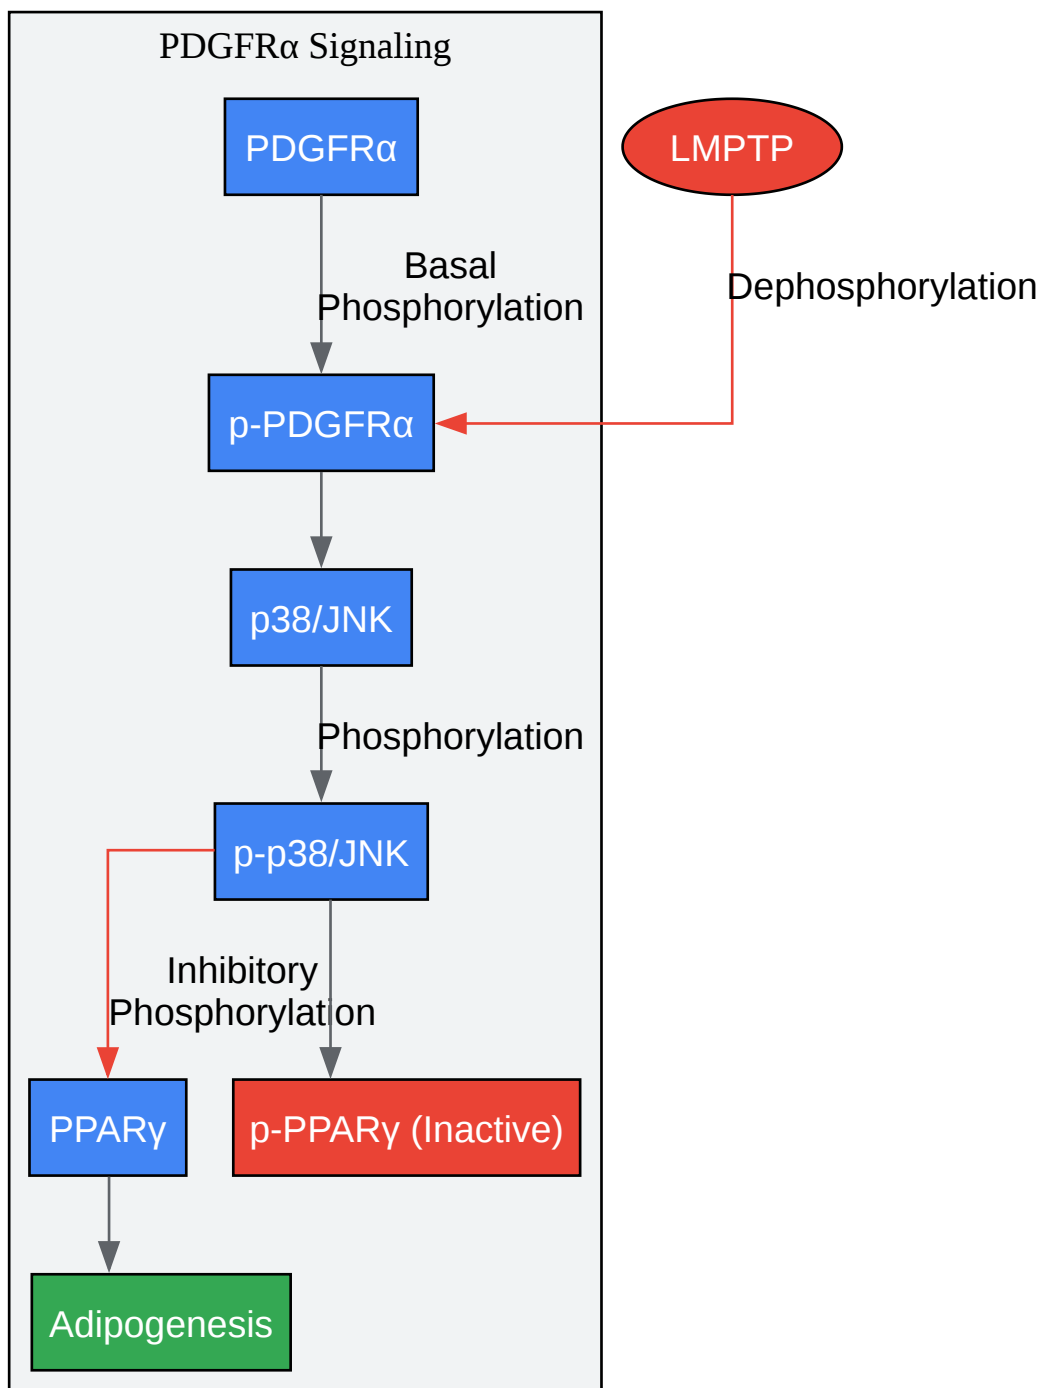 PDGFRα Signaling
PDGFRα
LMPTP
Basal
Phosphorylation
Dephosphorylation
p-PDGFRα
p38/JNK
Phosphorylation
p-p38/JNK
Inhibitory
Phosphorylation
PPARγ
p-PPARγ (Inactive)
Adipogenesis